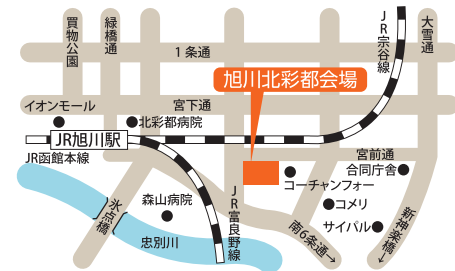 買物公園
緑橋通
JR宗谷線
大雪通
1条通
旭川北彩都会場
イオンモール
宮下通
北彩都病院
JR旭川駅
JR函館本線
宮前通
合同庁舎
コーチャンフォー
森山病院
JR富良野線
コメリ
氷点橋
サイパル
新神楽橋→
忠別川
南6条通→